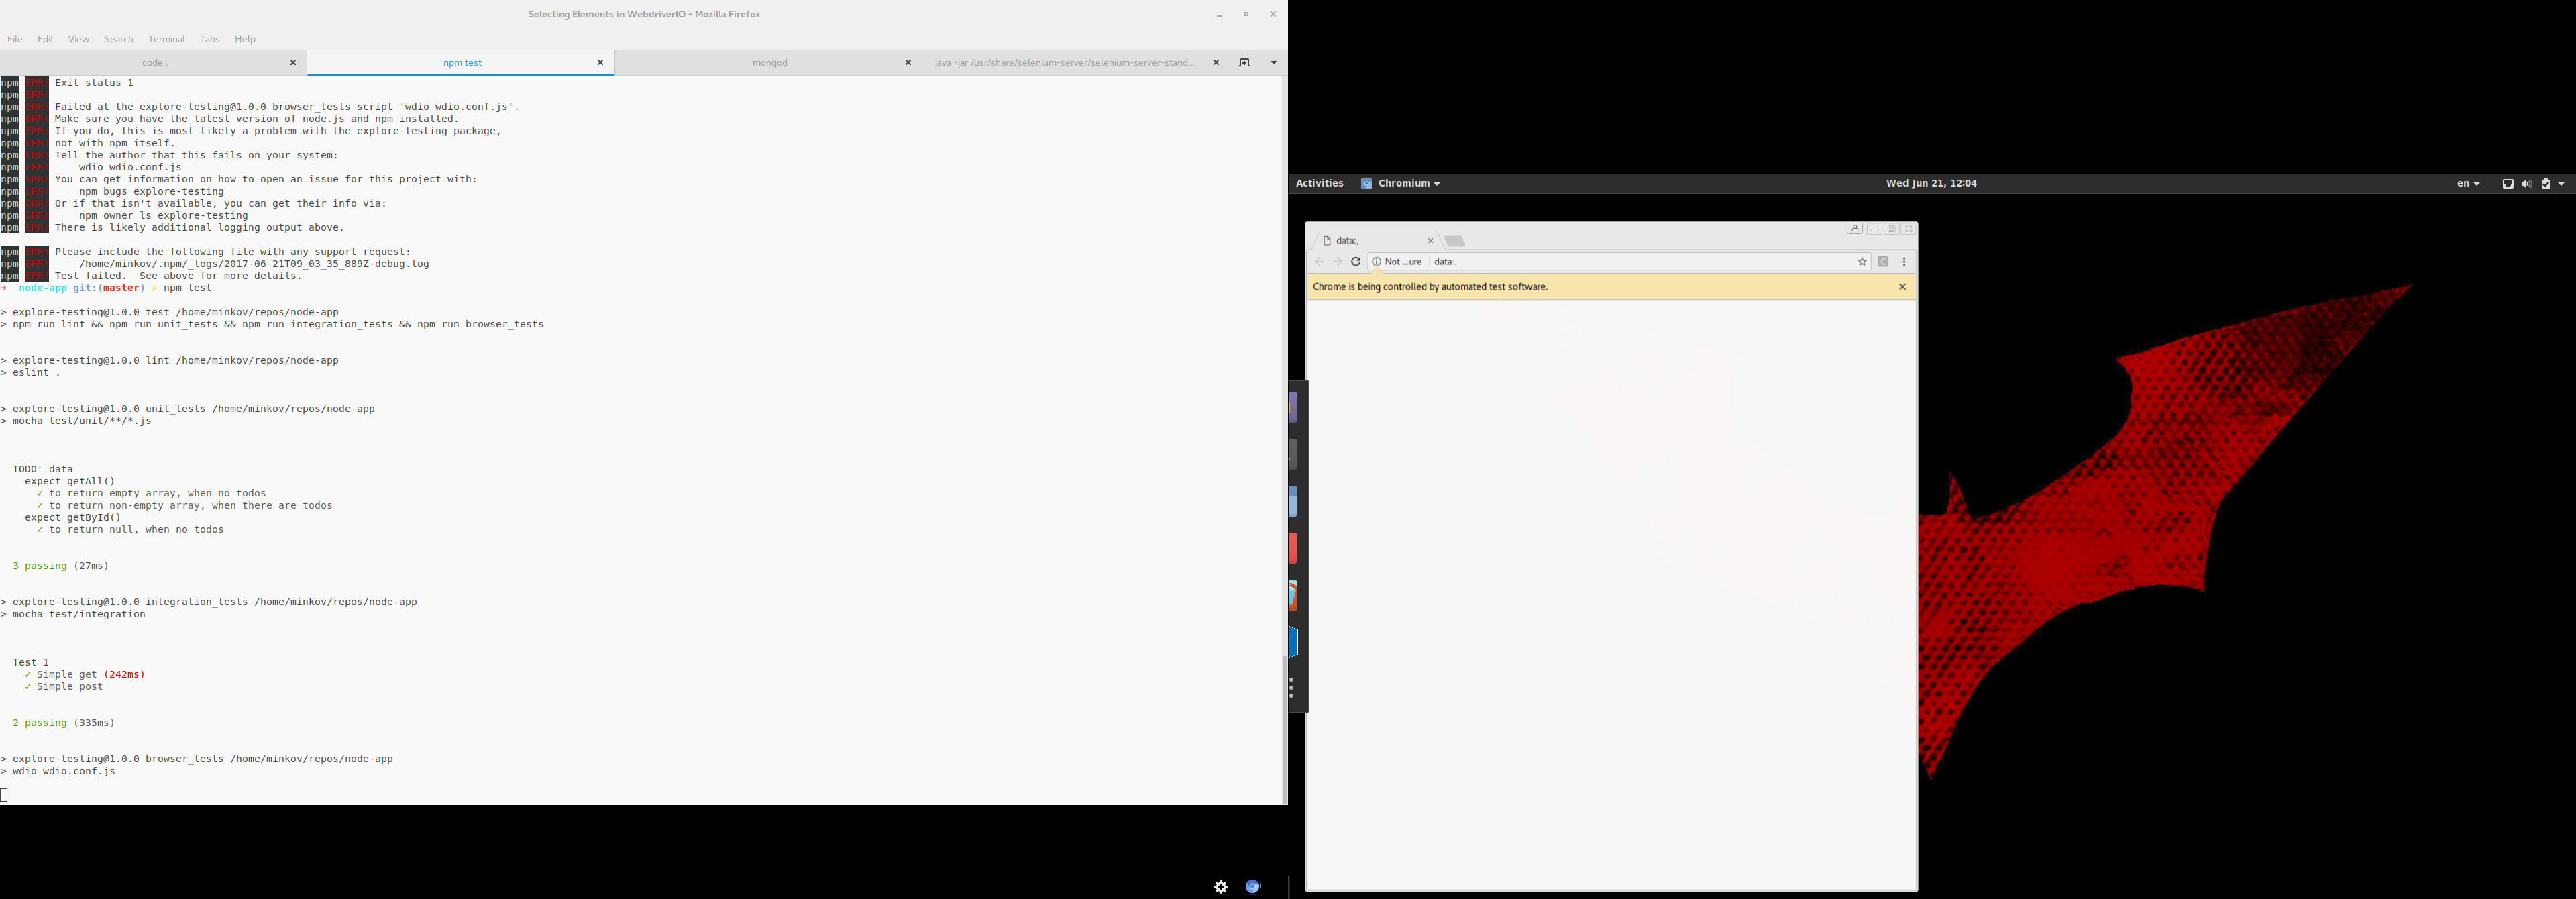 Selecting Elements in WebdriverIO - Mozilla Firefox
File Edit View Search Terminal Tabs Help
code . npm test mongod java -jar /usr/share/selenium-server/selenium-server-stand...
npm ERR! Exit status 1
npm ERR!
npm ERR! Failed at the explore-testing@1.0.0 browser_tests script 'wdio wdio.conf.js'.
npm ERR! Make sure you have the latest version of node.js and npm installed.
npm ERR! If you do, this is most likely a problem with the explore-testing package,
npm ERR! not with npm itself.
npm ERR! Tell the author that this fails on your system:
npm ERR!     wdio wdio.conf.js
npm ERR! You can get information on how to open an issue for this project with:
npm ERR!     npm bugs explore-testing
npm ERR! Or if that isn't available, you can get their info via:
npm ERR!     npm owner ls explore-testing
npm ERR! There is likely additional logging output above.
npm ERR! Please include the following file with any support request:
npm ERR!     /home/minkov/.npm/_logs/2017-06-21T09_03_35_889Z-debug.log
npm ERR! Test failed.  See above for more details.
➜  node-app git:(master) ✗ npm test
> explore-testing@1.0.0 test /home/minkov/repos/node-app
> npm run lint && npm run unit_tests && npm run integration_tests && npm run browser_tests
> explore-testing@1.0.0 lint /home/minkov/repos/node-app
> eslint .
> explore-testing@1.0.0 unit_tests /home/minkov/repos/node-app
> mocha test/unit/**/*.js
TODO' data
expect getAll()
✓ to return empty array, when no todos
✓ to return non-empty array, when there are todos
expect getById()
✓ to return null, when no todos
3 passing (27ms)
> explore-testing@1.0.0 integration_tests /home/minkov/repos/node-app
> mocha test/integration
Test 1
✓ Simple get (242ms)
✓ Simple post
2 passing (335ms)
> explore-testing@1.0.0 browser_tests /home/minkov/repos/node-app
> wdio wdio.conf.js
Activities Chromium Wed Jun 21, 12:04 en
data:,
Not ...ure data:,
Chrome is being controlled by automated test software.